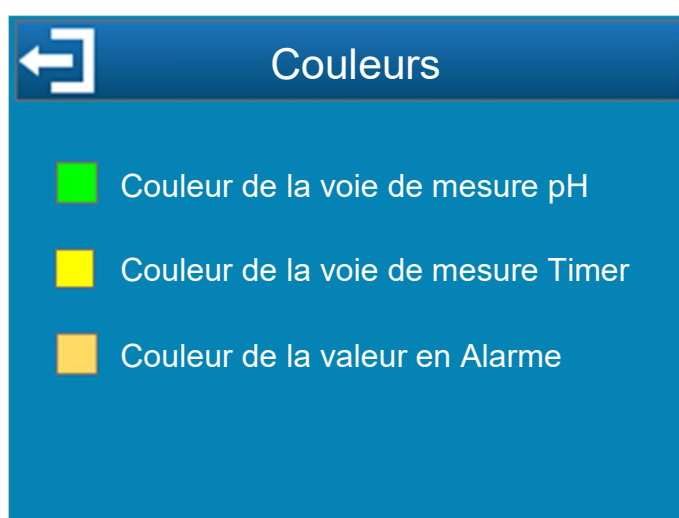 Couleurs
Couleur de la voie de mesure pH
Couleur de la voie de mesure Timer
Couleur de la valeur en Alarme